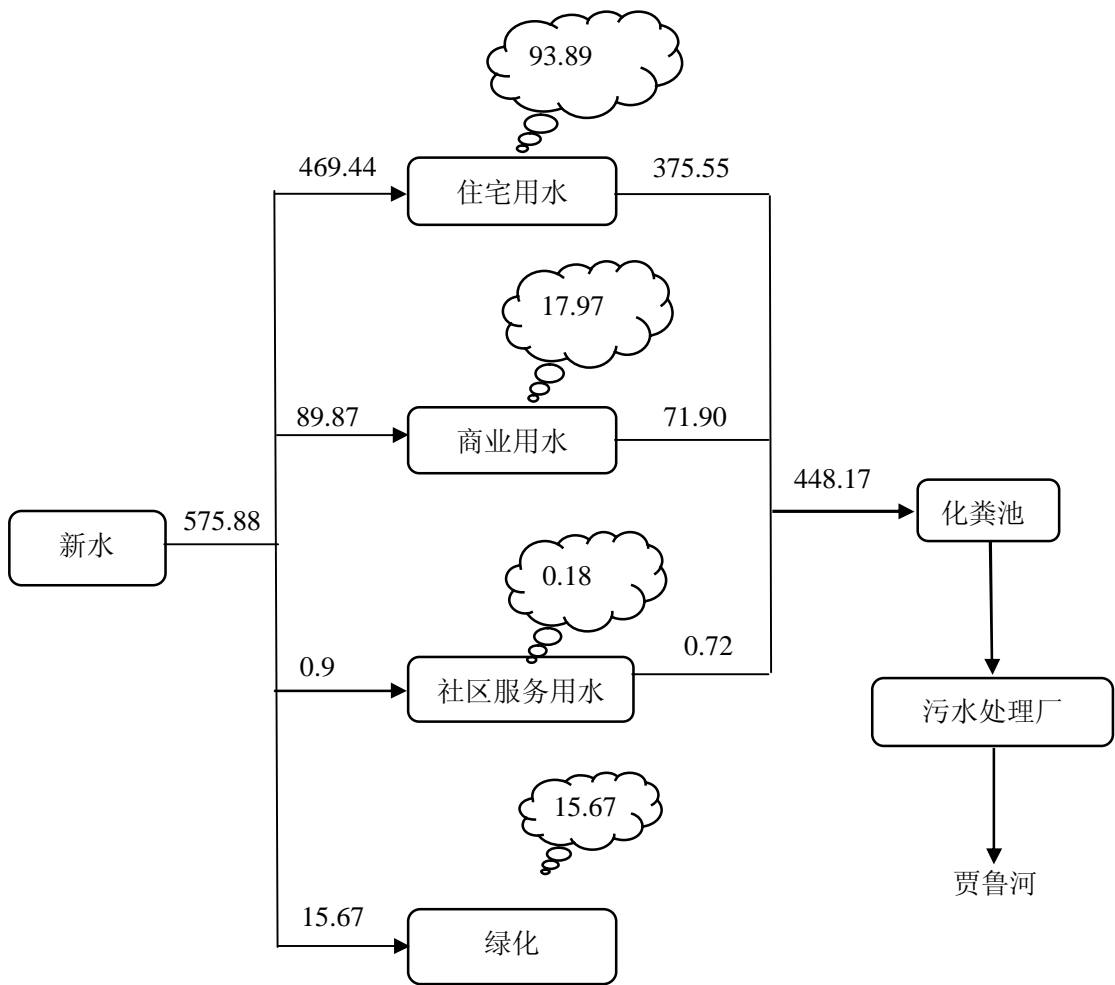 93.89
469.44
住宅用水
375.55
17.97
89.87
商业用水
71.90
448.17
化粪池
新水
575.88
0.18
0.9
社区服务用水
0.72
污水处理厂
15.67
贾鲁河
15.67
绿化